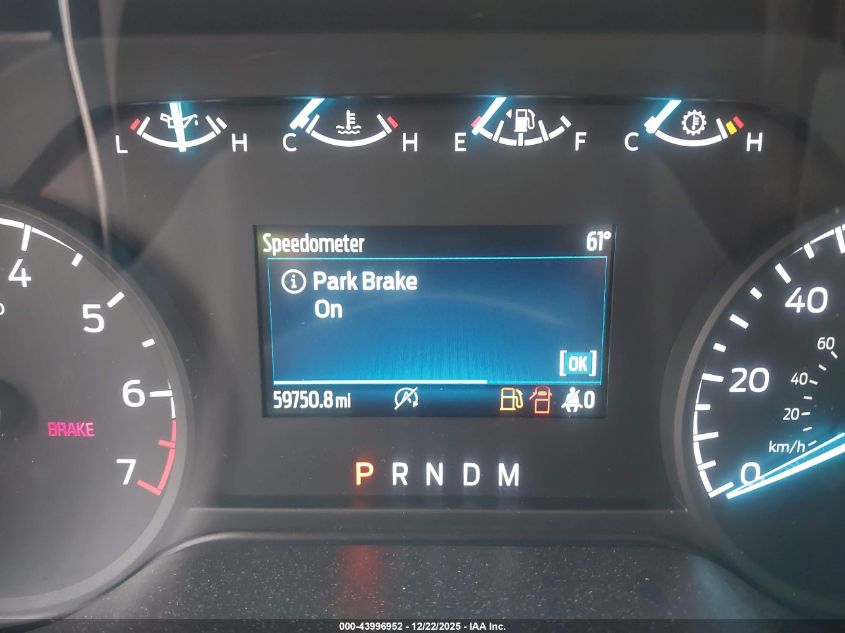 L H C H E F C H
Speedometer 61°
Park Brake
On
[OK]
59750.8 mi 0
P R N D M
4
5
6
7
BRAKE
40
20
0
60
40
20
km/h
000-43996952 - 12/22/2025 - IAA Inc.